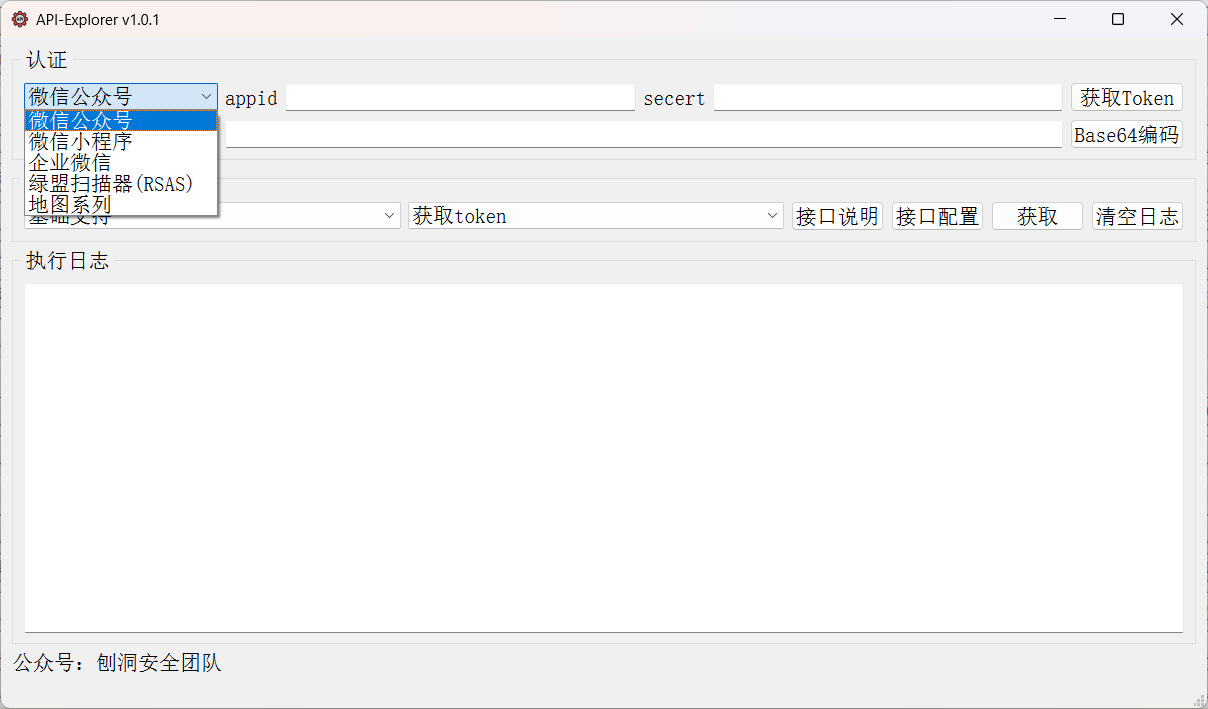 API-Explorer v1.0.1
认证
微信公众号 appid secert 获取Token
微信公众号
微信小程序
Base64编码
企业微信
绿盟扫描器(RSAS)
地图系列
基础支持 获取token 接口说明 接口配置 获取 清空日志
执行日志
公众号：刨洞安全团队